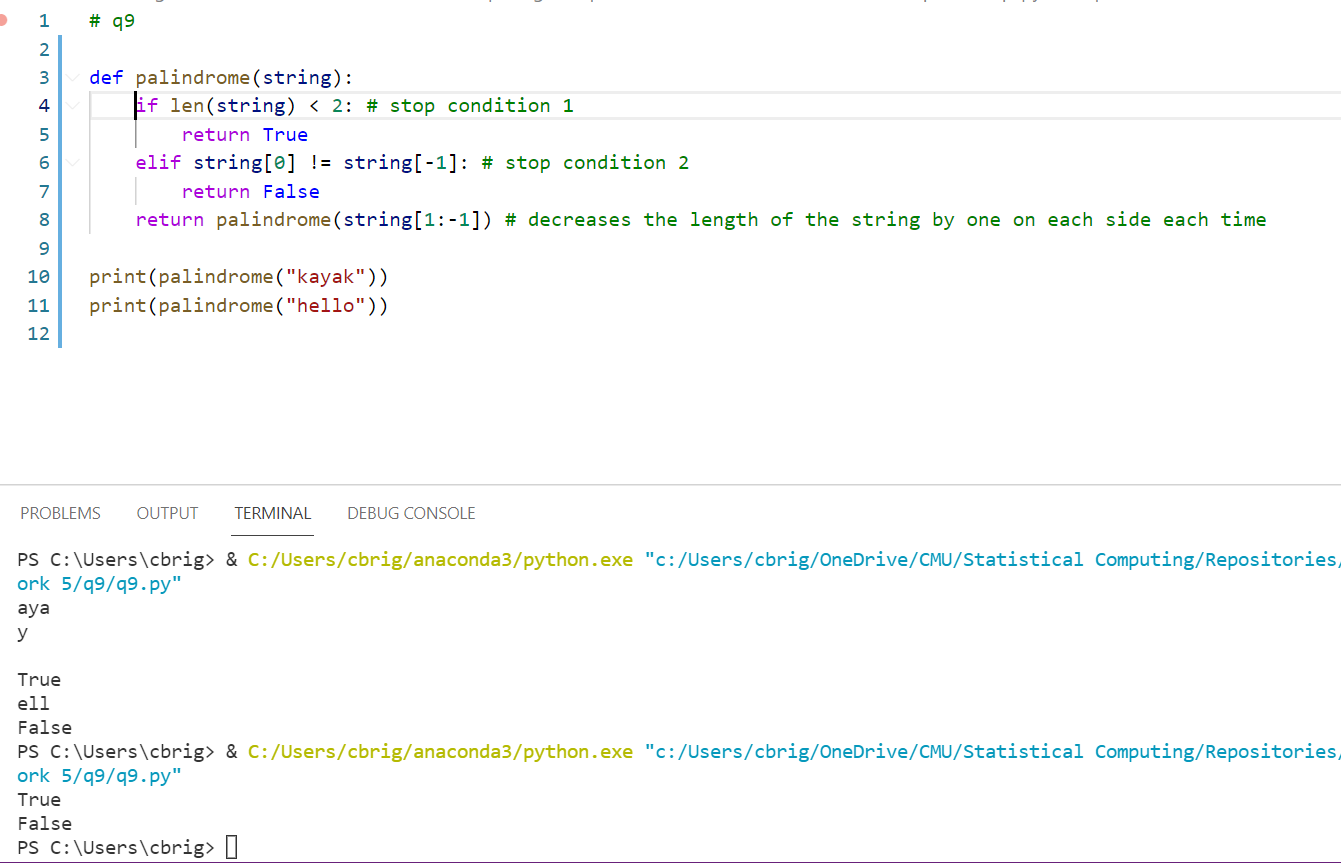 1 # q9
2
3 def palindrome(string):
4 if len(string) < 2: # stop condition 1
5 return True
6 elif string[0] != string[-1]: # stop condition 2
7 return False
8 return palindrome(string[1:-1]) # decreases the length of the string by one on each side each time
9
10 print(palindrome("kayak"))
11 print(palindrome("hello"))
12
PROBLEMS OUTPUT TERMINAL DEBUG CONSOLE
PS C:\Users\cbrig> & C:/Users/cbrig/anaconda3/python.exe "c:/Users/cbrig/OneDrive/CMU/Statistical Computing/Repositories/
ork 5/q9/q9.py"
aya
y
True
ell
False
PS C:\Users\cbrig> & C:/Users/cbrig/anaconda3/python.exe "c:/Users/cbrig/OneDrive/CMU/Statistical Computing/Repositories/
ork 5/q9/q9.py"
True
False
PS C:\Users\cbrig>